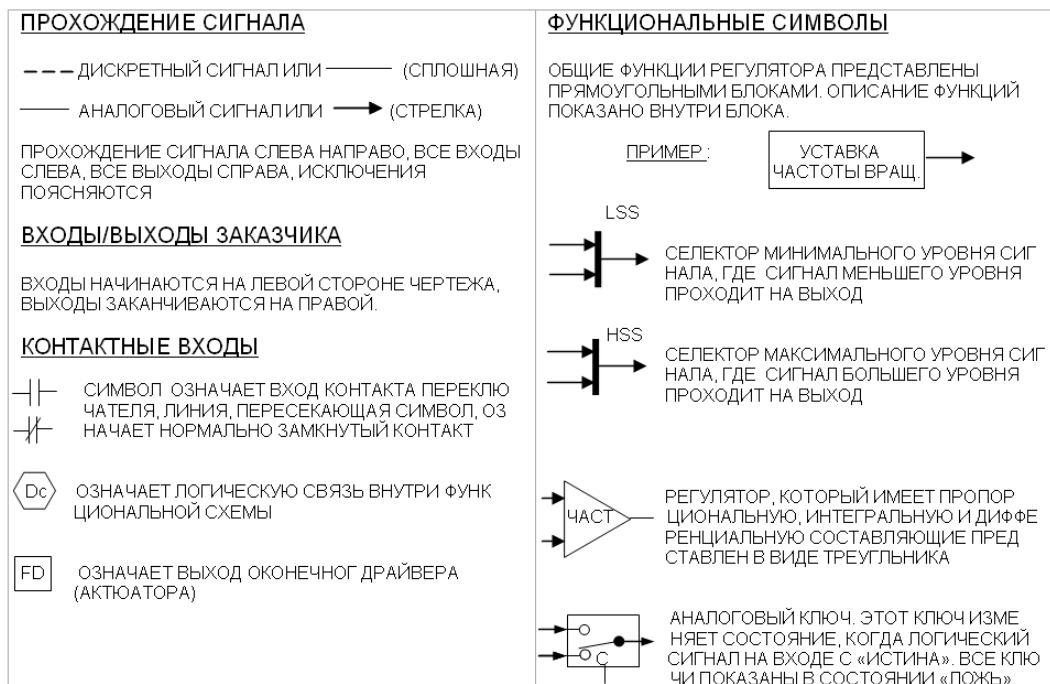 ПРОХОЖДЕНИЕ СИГНАЛА
ДИСКРЕТНЫЙ СИГНАЛ ИЛИ (СПЛОШНАЯ)
АНАЛОГОВЫЙ СИГНАЛ ИЛИ (СТРЕЛКА)
ПРОХОЖДЕНИЕ СИГНАЛА СЛЕВА НАПРАВО, ВСЕ ВХОДЫ
СЛЕВА, ВСЕ ВЫХОДЫ СПРАВА, ИСКЛЮЧЕНИЯ
ПОЯСНЯЮТСЯ
ВХОДЫ/ВЫХОДЫ ЗАКАЗЧИКА
ВХОДЫ НАЧИНАЮТСЯ НА ЛЕВОЙ СТОРОНЕ ЧЕРТЕЖА,
ВЫХОДЫ ЗАКАНЧИВАЮТСЯ НА ПРАВОЙ.
КОНТАКТНЫЕ ВХОДЫ
СИМВОЛ ОЗНАЧАЕТ ВХОД КОНТАКТА ПЕРЕКЛЮ
ЧАТЕЛЯ, ЛИНИЯ, ПЕРЕСЕКАЮЩАЯ СИМВОЛ, ОЗ
НАЧАЕТ НОРМАЛЬНО ЗАМКНУТЫЙ КОНТАКТ
Dc ОЗНАЧАЕТ ЛОГИЧЕСКУЮ СВЯЗЬ ВНУТРИ ФУНК
ЦИОНАЛЬНОЙ СХЕМЫ
FD ОЗНАЧАЕТ ВЫХОД ОКОНЕЧНОГ ДРАЙВЕРА
(АКТЮАТОРА)
ФУНКЦИОНАЛЬНЫЕ СИМВОЛЫ
ОБЩИЕ ФУНКЦИИ РЕГУЛЯТОРА ПРЕДСТАВЛЕНЫ
ПРЯМОУГОЛЬНЫМИ БЛОКАМИ. ОПИСАНИЕ ФУНКЦИЙ
ПОКАЗАНО ВНУТРИ БЛОКА.
ПРИМЕР: УСТАВКА
ЧАСТОТЫ ВРАЩ.
LSS
СЕЛЕКТОР МИНИМАЛЬНОГО УРОВНЯ СИГ
НАЛА, ГДЕ СИГНАЛ МЕНЬШЕГО УРОВНЯ
ПРОХОДИТ НА ВЫХОД
HSS
СЕЛЕКТОР МАКСИМАЛЬНОГО УРОВНЯ СИГ
НАЛА, ГДЕ СИГНАЛ БОЛЬШЕГО УРОВНЯ
ПРОХОДИТ НА ВЫХОД
РЕГУЛЯТОР, КОТОРЫЙ ИМЕЕТ ПРОПОР
ЧАСТ ЦИОНАЛЬНУЮ, ИНТЕГРАЛЬНУЮ И ДИФФЕ
РЕНЦИАЛЬНУЮ СОСТАВЛЯЮЩИЕ ПРЕД
СТАВЛЕН В ВИДЕ ТРЕУГЛЬНИКА
АНАЛОГОВЫЙ КЛЮЧ. ЭТОТ КЛЮЧ ИЗМЕ
НЯЕТ СОСТОЯНИЕ, КОГДА ЛОГИЧЕСКИЙ
C СИГНАЛ НА ВХОДЕ С «ИСТИНА». ВСЕ КЛЮ
ЧИ ПОКАЗАНЫ В СОСТОЯНИИ «ЛОЖЬ».